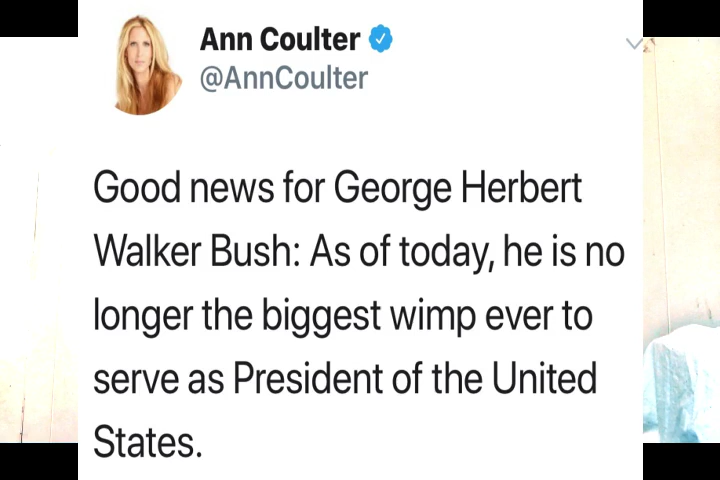 Ann Coulter
@AnnCoulter
Good news for George Herbert
Walker Bush: As of today, he is no
longer the biggest wimp ever to
serve as President of the United
States.